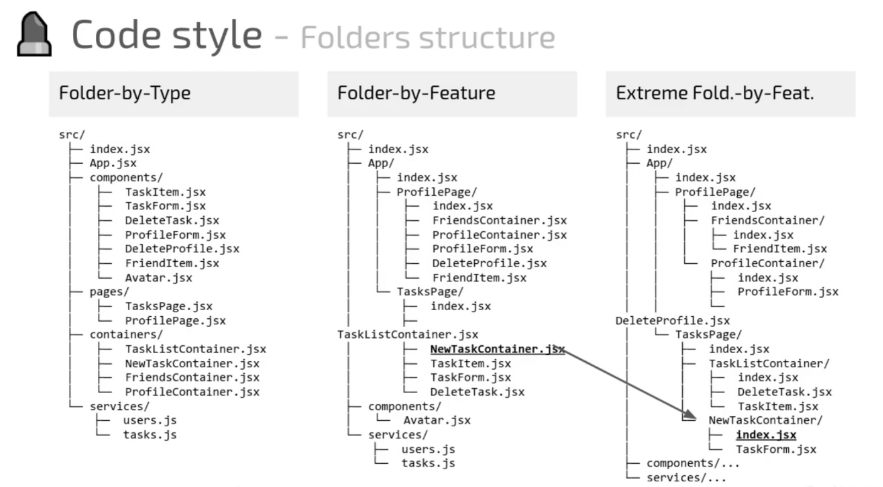 Code style - Folders structure
Folder-by-Type
src/
├─ index.jsx
├─ App.jsx
├─ components/
│  ├─ TaskItem.jsx
│  ├─ TaskForm.jsx
│  ├─ DeleteTask.jsx
│  ├─ ProfileForm.jsx
│  ├─ DeleteProfile.jsx
│  ├─ FriendItem.jsx
│  └─ Avatar.jsx
├─ pages/
│  ├─ TasksPage.jsx
│  └─ ProfilePage.jsx
├─ containers/
│  ├─ TaskListContainer.jsx
│  ├─ NewTaskContainer.jsx
│  ├─ FriendsContainer.jsx
│  └─ ProfileContainer.jsx
└─ services/
   ├─ users.js
   └─ tasks.js
Folder-by-Feature
src/
├─ index.jsx
├─ App/
│  ├─ index.jsx
│  ├─ ProfilePage/
│  │  ├─ index.jsx
│  │  ├─ FriendsContainer.jsx
│  │  ├─ ProfileContainer.jsx
│  │  ├─ ProfileForm.jsx
│  │  ├─ DeleteProfile.jsx
│  │  └─ FriendItem.jsx
│  └─ TasksPage/
│     ├─ index.jsx
│     ├─
TaskListContainer.jsx
│     ├─ NewTaskContainer.jsx
│     ├─ TaskItem.jsx
│     ├─ TaskForm.jsx
│     └─ DeleteTask.jsx
├─ components/
│  └─ Avatar.jsx
└─ services/
   ├─ users.js
   └─ tasks.js
Extreme Fold.-by-Feat.
src/
├─ index.jsx
├─ App/
│  ├─ index.jsx
│  ├─ ProfilePage/
│  │  ├─ index.jsx
│  │  ├─ FriendsContainer/
│  │  │  ├─ index.jsx
│  │  │  └─ FriendItem.jsx
│  │  └─ ProfileContainer/
│  │     ├─ index.jsx
│  │     ├─ ProfileForm.jsx
│  │     └─
DeleteProfile.jsx
│  └─ TasksPage/
│     ├─ index.jsx
│     ├─ TaskListContainer/
│     │  ├─ index.jsx
│     │  ├─ DeleteTask.jsx
│     │  └─ TaskItem.jsx
│     └─ NewTaskContainer/
│        ├─ index.jsx
│        └─ TaskForm.jsx
├─ components/...
└─ services/...